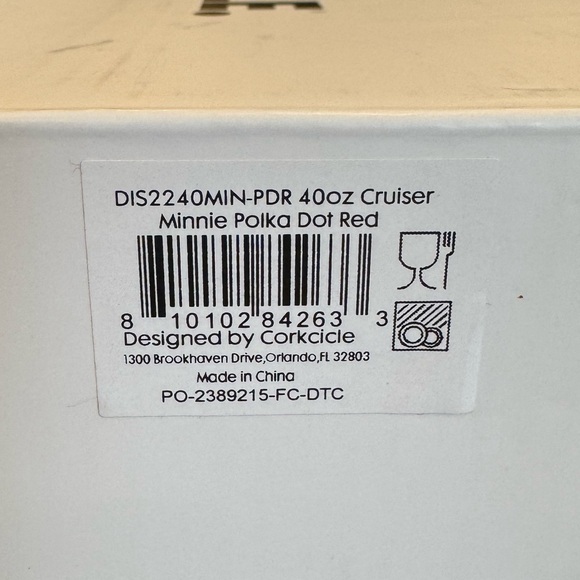 DIS2240MIN-PDR 40oz Cruiser
Minnie Polka Dot Red
8 10102 84263 3
Designed by Corkcicle
1300 Brookhaven Drive,Orlando,FL 32803
Made in China
PO-2389215-FC-DTC